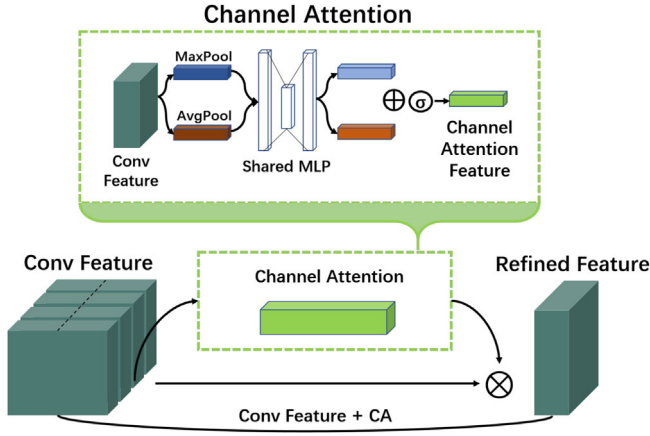 Channel Attention
MaxPool
AvgPool
Conv
Feature
Shared MLP
σ
Channel
Attention
Feature
Conv Feature
Channel Attention
Refined Feature
Conv Feature + CA